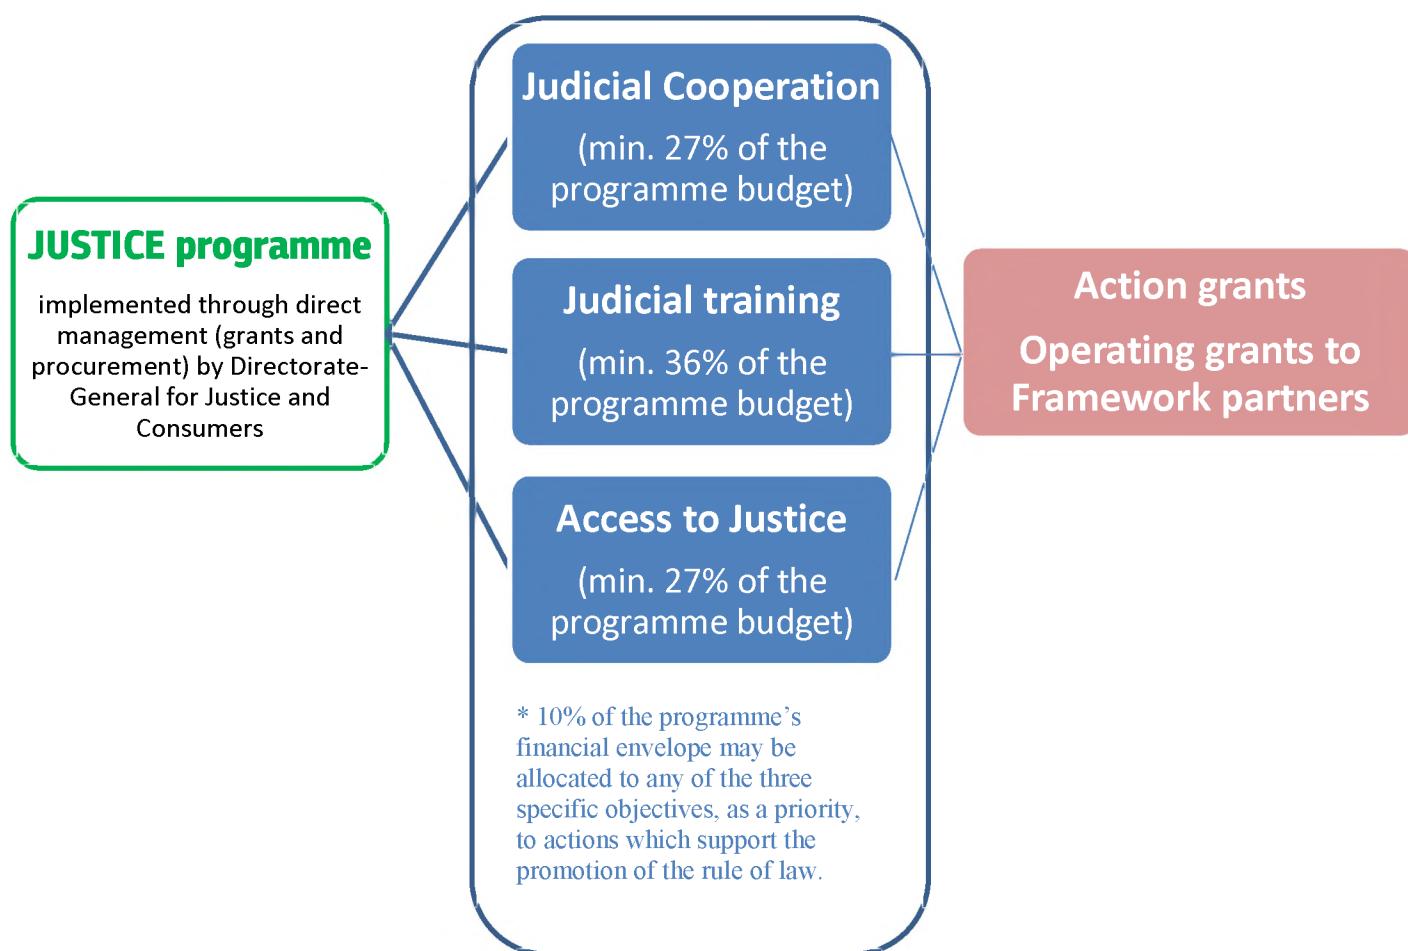 JUSTICE programme
implemented through direct
management (grants and
procurement) by Directorate-
General for Justice and
Consumers
Judicial Cooperation
(min. 27% of the
programme budget)
Judicial training
(min. 36% of the
programme budget)
Access to Justice
(min. 27% of the
programme budget)
* 10% of the programme’s
financial envelope may be
allocated to any of the three
specific objectives, as a priority,
to actions which support the
promotion of the rule of law.
Action grants
Operating grants to
Framework partners